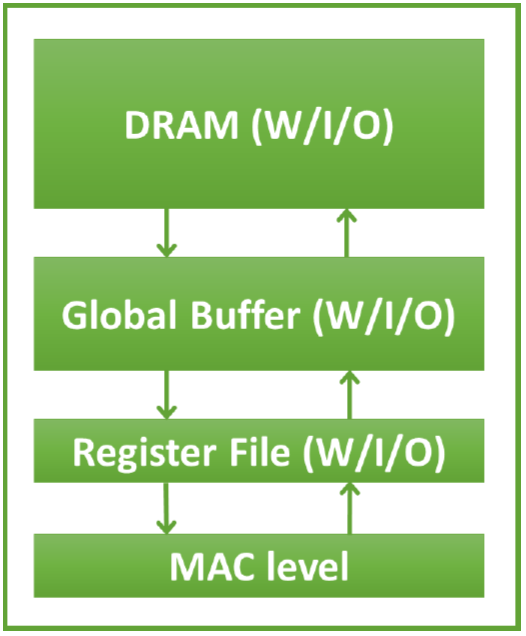 DRAM (W/I/O)
Global Buffer (W/I/O)
Register File (W/I/O)
MAC level